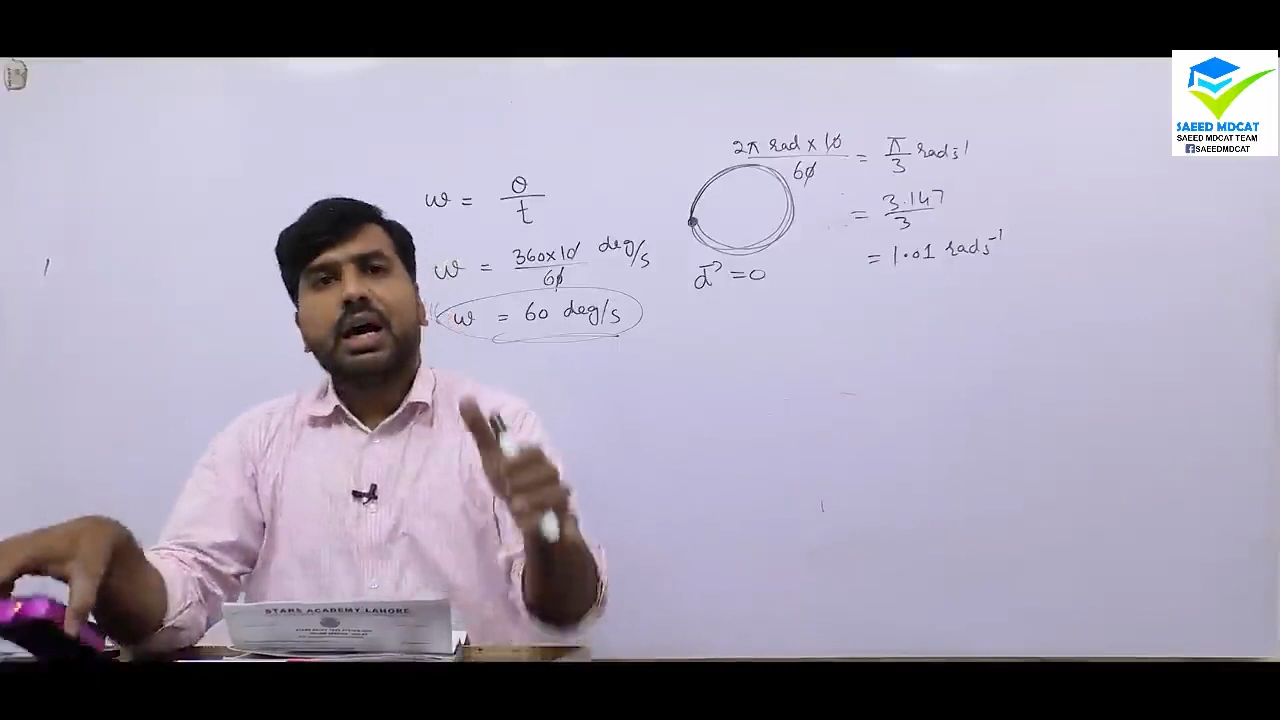 SAEED MDCAT
SAEED MDCAT TEAM
SAEEDMDCAT
ω = θ/t
ω = 360×10/60 deg/s
ω = 60 deg/s
2π rad × 10/60 = π/3 rad s⁻¹
= 3.147/3
= 1.01 rad s⁻¹
d⃗ = 0
STARS ACADEMY LAHORE